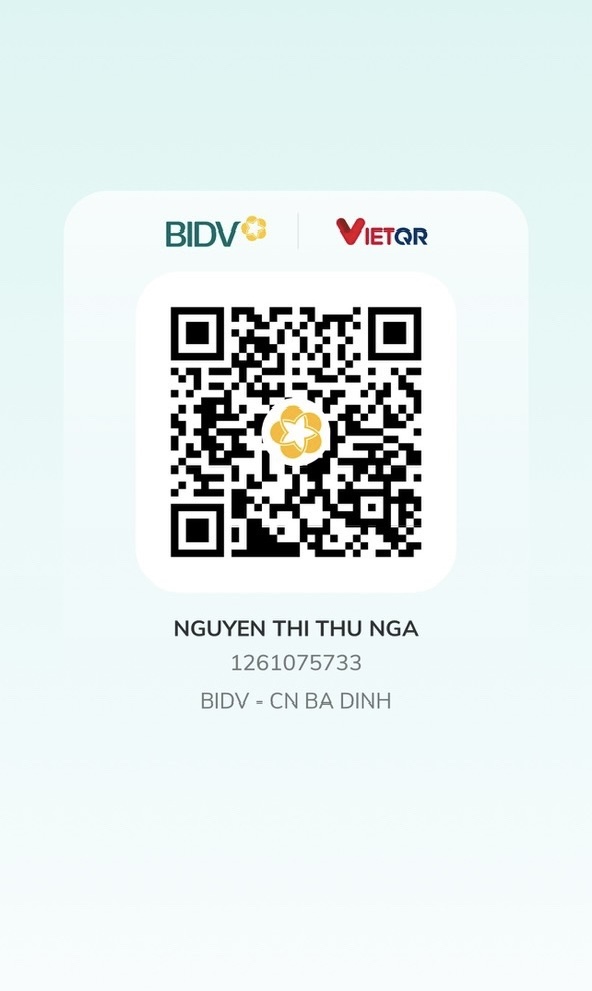 BIDV VIETQR
NGUYEN THI THU NGA
1261075733
BIDV - CN BA DINH